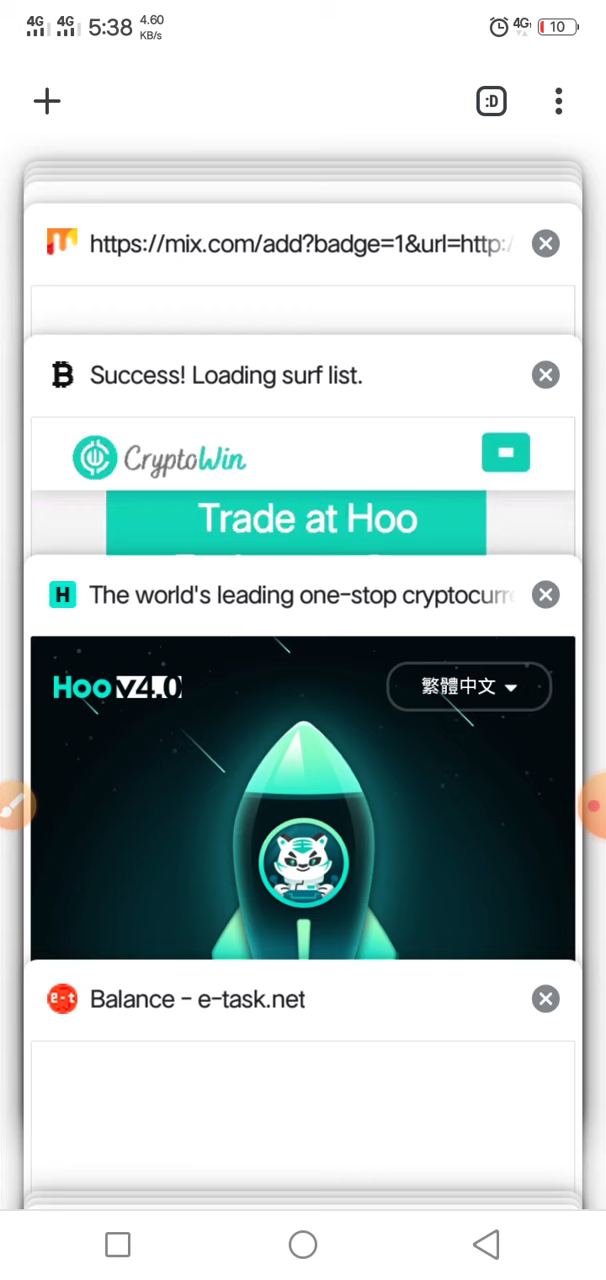 4G 4G 5:38 4.60 KB/s 4G 10
:D
https://mix.com/add?badge=1&url=http:/
Success! Loading surf list.
CryptoWin
Trade at Hoo
H The world's leading one-stop cryptocurr
Hoo v4.0
繁體中文
e-t Balance - e-task.net